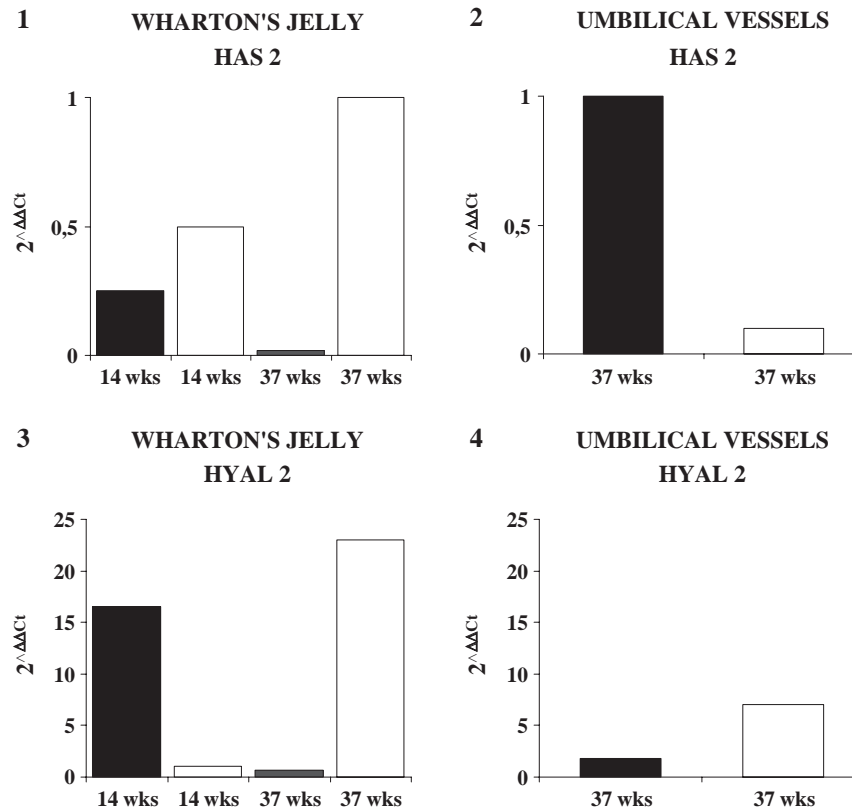 1
WHARTON'S JELLY
HAS 2
2^ΔΔCt
1
0,5
0
14 wks 14 wks 37 wks 37 wks
2
UMBILICAL VESSELS
HAS 2
2^ΔΔCt
1
0,5
0
37 wks 37 wks
3
WHARTON'S JELLY
HYAL 2
2^ΔΔCt
25
20
15
10
5
0
14 wks 14 wks 37 wks 37 wks
4
UMBILICAL VESSELS
HYAL 2
2^ΔΔCt
25
20
15
10
5
0
37 wks 37 wks